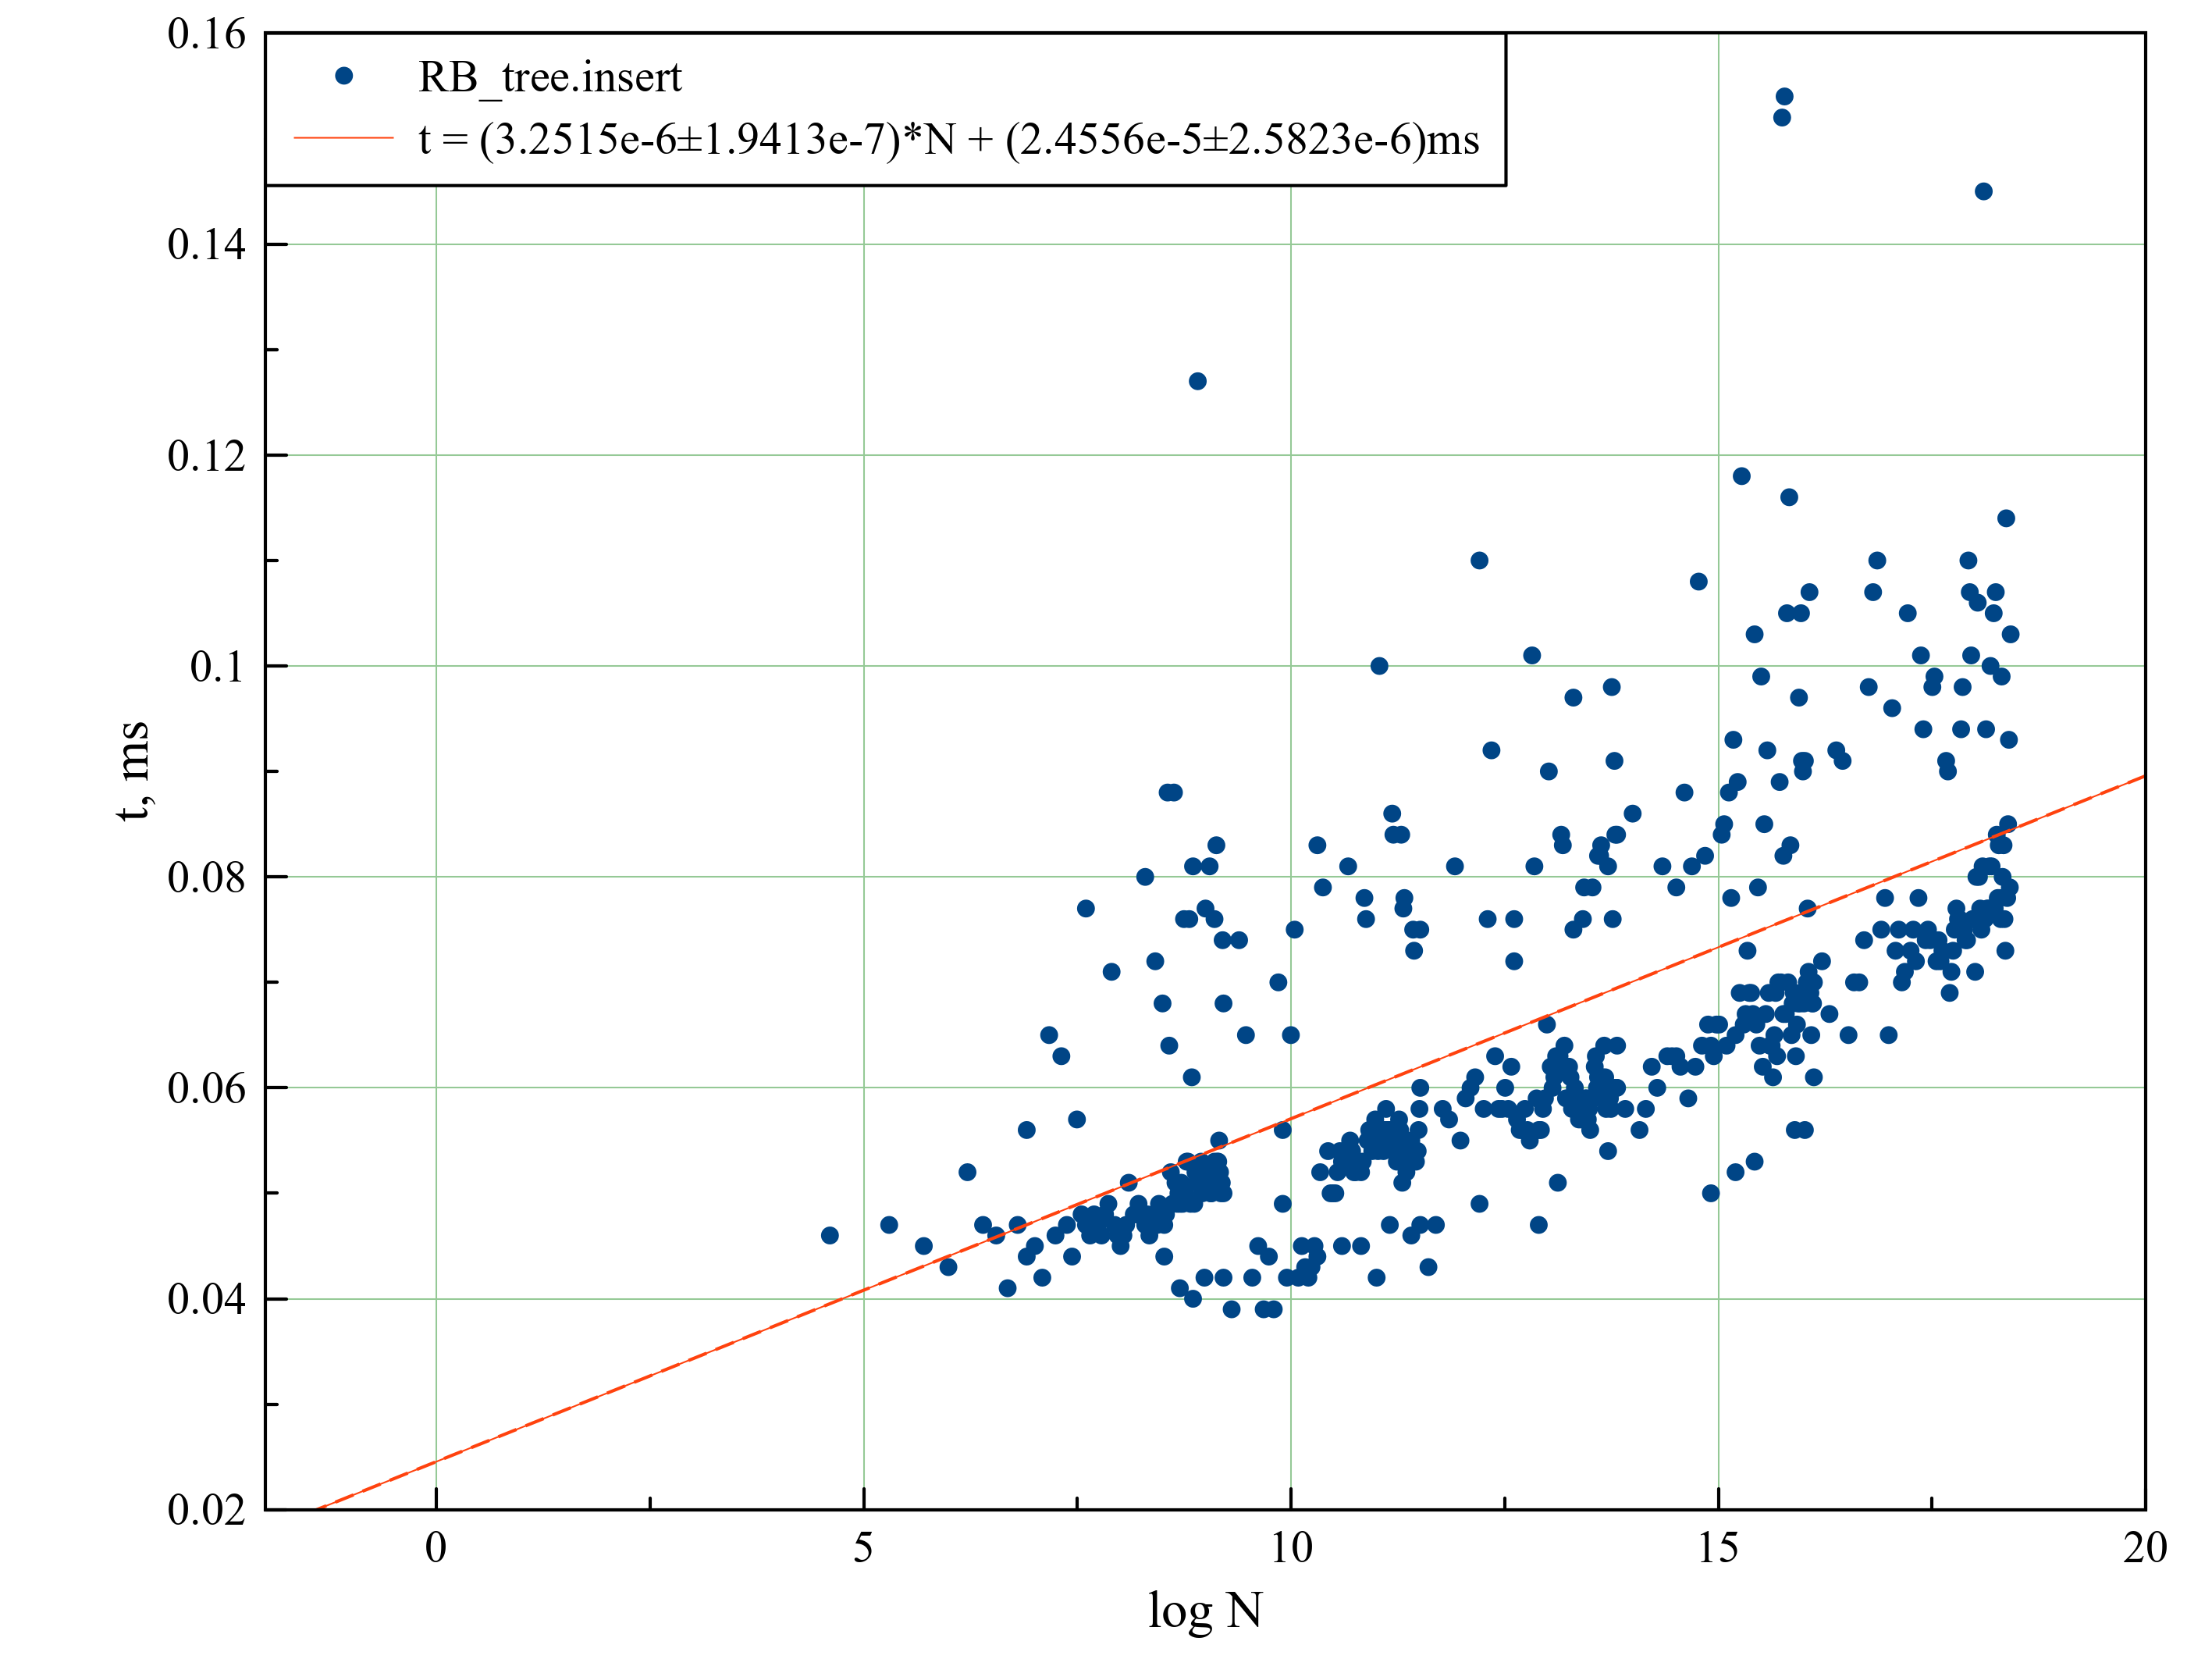 0.16
RB_tree.insert
t = (3.2515e-6±1.9413e-7)*N + (2.4556e-5±2.5823e-6)ms
0.14
0.12
0.1
0.08
0.06
0.04
0.02
t, ms
0 5 10 15 20
log N